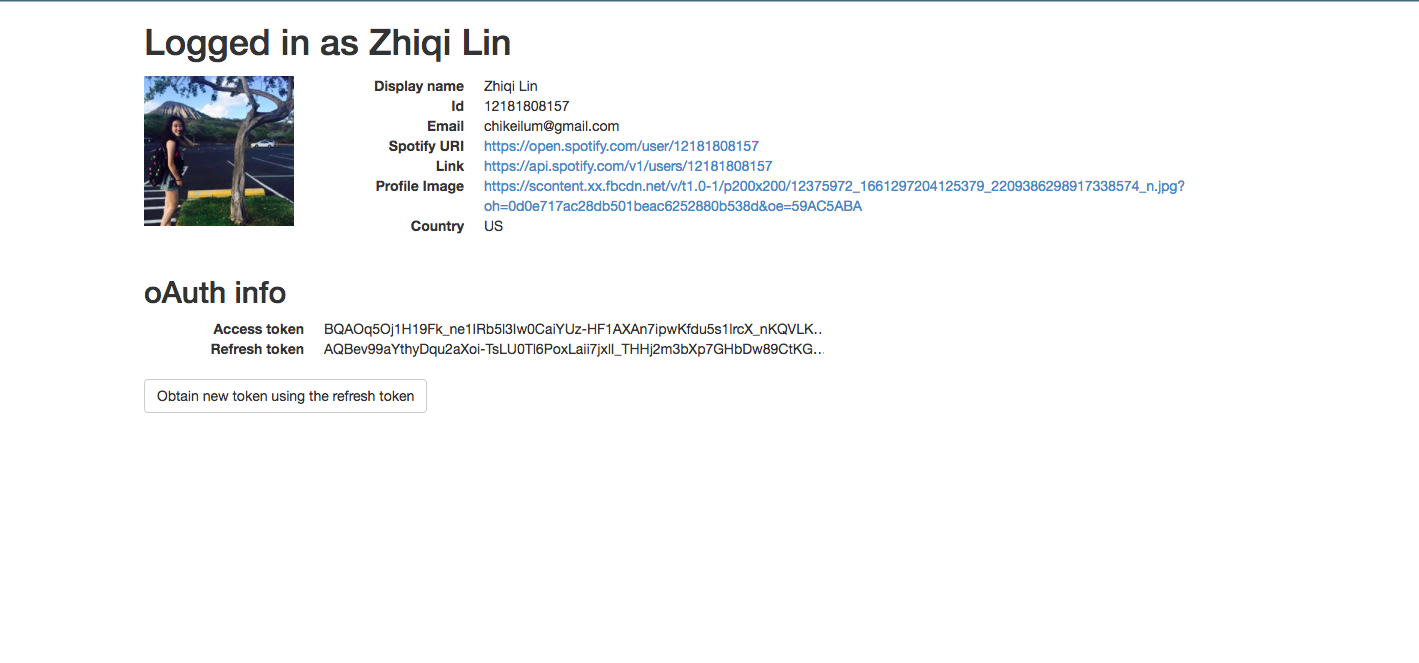 Logged in as Zhiqi Lin
Display name Zhiqi Lin
Id 12181808157
Email chikeilum@gmail.com
Spotify URI https://open.spotify.com/user/12181808157
Link https://api.spotify.com/v1/users/12181808157
Profile Image https://scontent.xx.fbcdn.net/v/t1.0-1/p200x200/12375972_1661297204125379_2209386298917338574_n.jpg?
oh=0d0e717ac28db501beac6252880b538d&oe=59AC5ABA
Country US
oAuth info
Access token BQAOq5Oj1H19Fk_ne1IRb5l3Iw0CaiYUz-HF1AXAn7ipwKfdu5s1lrcX_nKQVLK...
Refresh token AQBev99aYthyDqu2aXoi-TsLU0Tl6PoxLaii7jxll_THHj2m3bXp7GHbDw89CtKG...
Obtain new token using the refresh token